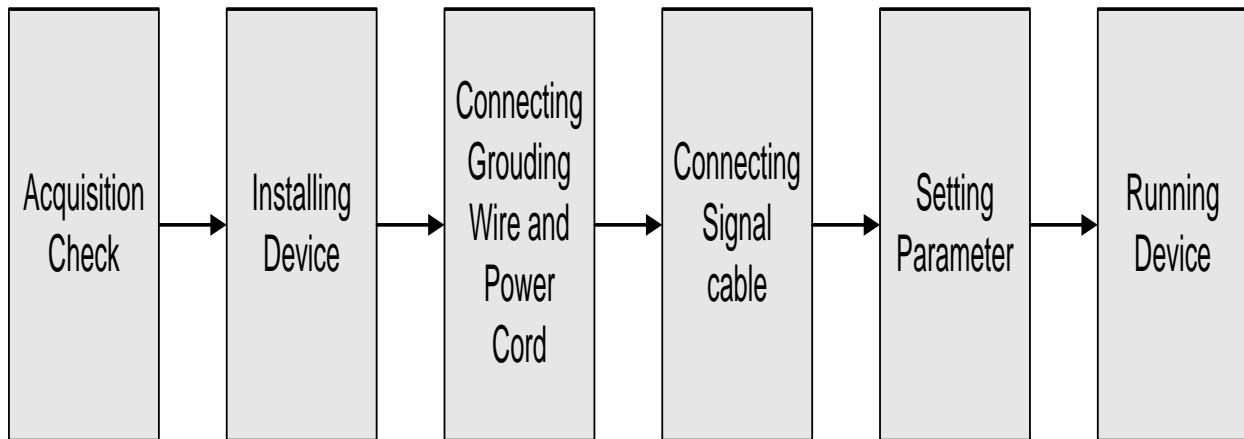 Acquisition
Check
Installing
Device
Connecting
Grouding
Wire and
Power
Cord
Connecting
Signal
cable
Setting
Parameter
Running
Device